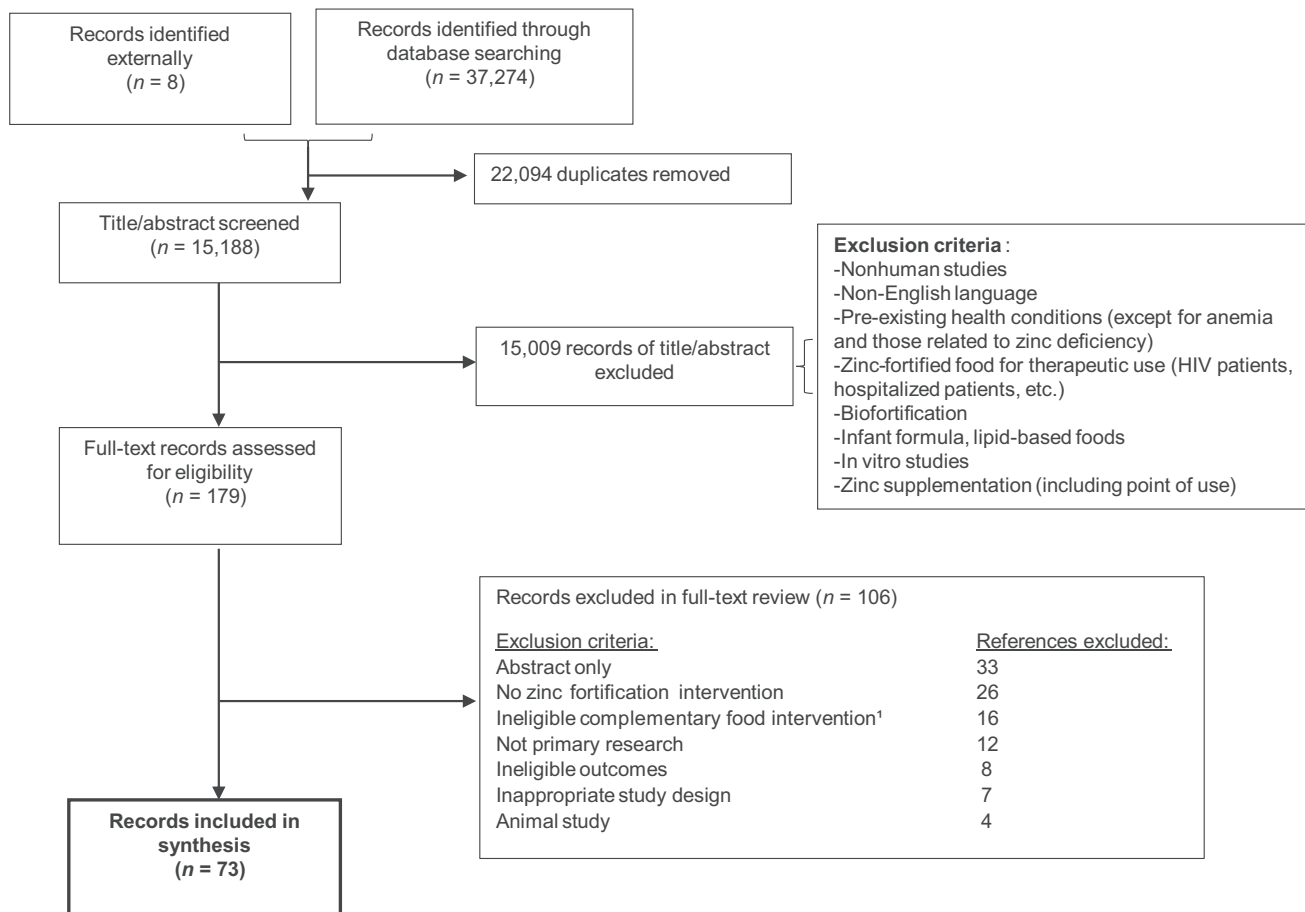 Records identified
externally
(n = 8)
Records identified through
database searching
(n = 37,274)
22,094 duplicates removed
Title/abstract screened
(n = 15,188)
Exclusion criteria :
-Nonhuman studies
-Non-English language
-Pre-existing health conditions (except for anemia
and those related to zinc deficiency)
-Zinc-fortified food for therapeutic use (HIV patients,
hospitalized patients, etc.)
-Biofortification
-Infant formula, lipid-based foods
-In vitro studies
-Zinc supplementation (including point of use)
15,009 records of title/abstract
excluded
Full-text records assessed
for eligibility
(n = 179)
Records excluded in full-text review (n = 106)
Exclusion criteria: References excluded:
Abstract only 33
No zinc fortification intervention 26
Ineligible complementary food intervention¹ 16
Not primary research 12
Ineligible outcomes 8
Inappropriate study design 7
Animal study 4
Records included in
synthesis
(n = 73)